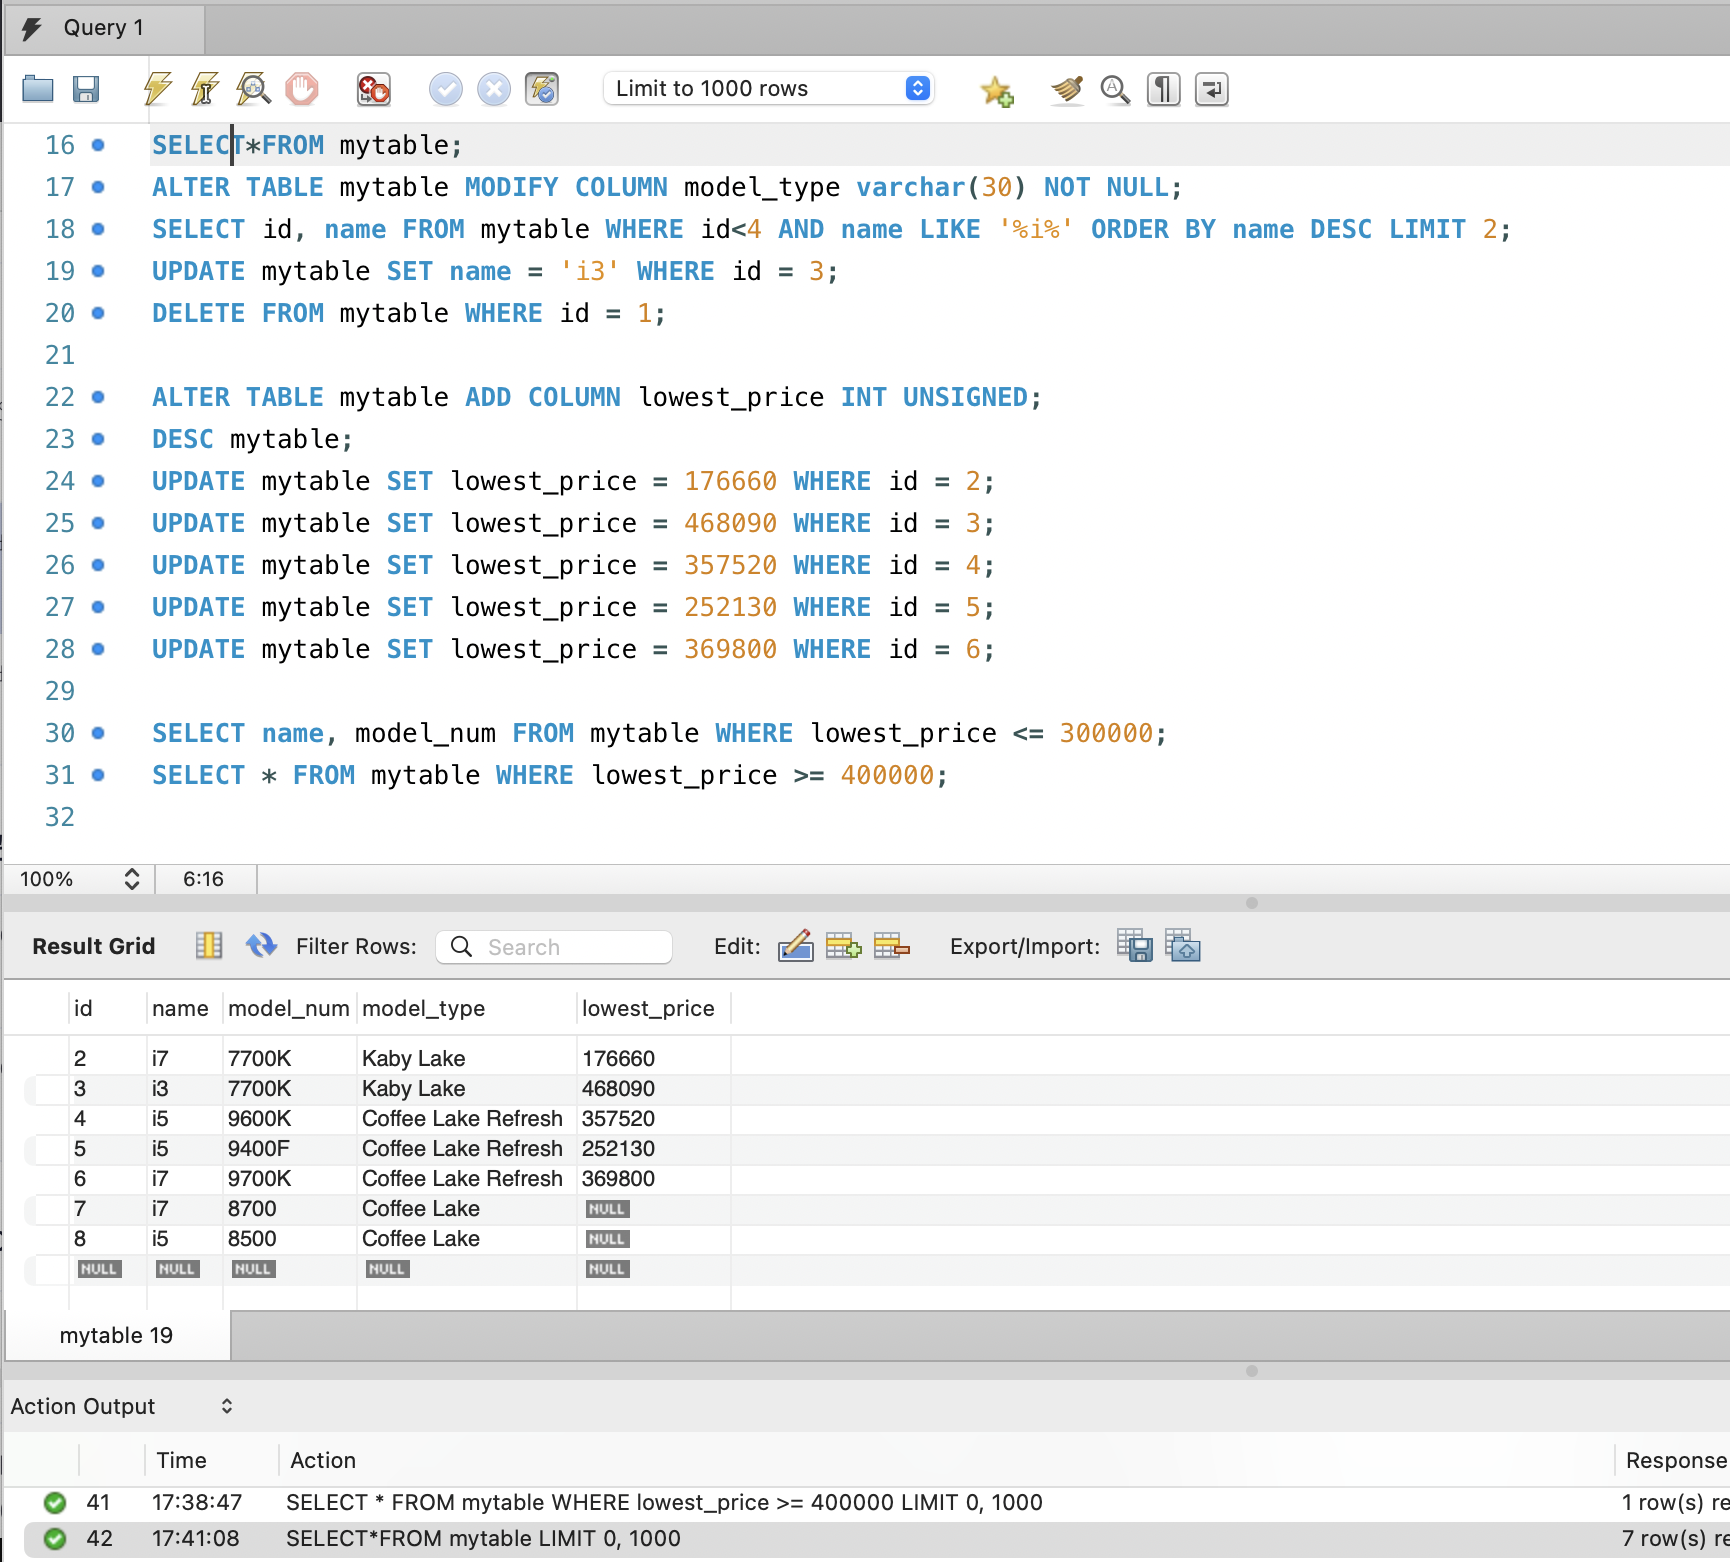 Query 1
Limit to 1000 rows
16 SELECT*FROM mytable;
17 ALTER TABLE mytable MODIFY COLUMN model_type varchar(30) NOT NULL;
18 SELECT id, name FROM mytable WHERE id<4 AND name LIKE '%i%' ORDER BY name DESC LIMIT 2;
19 UPDATE mytable SET name = 'i3' WHERE id = 3;
20 DELETE FROM mytable WHERE id = 1;
21
22 ALTER TABLE mytable ADD COLUMN lowest_price INT UNSIGNED;
23 DESC mytable;
24 UPDATE mytable SET lowest_price = 176660 WHERE id = 2;
25 UPDATE mytable SET lowest_price = 468090 WHERE id = 3;
26 UPDATE mytable SET lowest_price = 357520 WHERE id = 4;
27 UPDATE mytable SET lowest_price = 252130 WHERE id = 5;
28 UPDATE mytable SET lowest_price = 369800 WHERE id = 6;
29
30 SELECT name, model_num FROM mytable WHERE lowest_price <= 300000;
31 SELECT * FROM mytable WHERE lowest_price >= 400000;
32
100% 6:16
Result Grid Filter Rows: Search Edit: Export/Import:
id name model_num model_type lowest_price
2 i7 7700K Kaby Lake 176660
3 i3 7700K Kaby Lake 468090
4 i5 9600K Coffee Lake Refresh 357520
5 i5 9400F Coffee Lake Refresh 252130
6 i7 9700K Coffee Lake Refresh 369800
7 i7 8700 Coffee Lake NULL
8 i5 8500 Coffee Lake NULL
NULL NULL NULL NULL NULL
mytable 19
Action Output
Time Action Response
41 17:38:47 SELECT * FROM mytable WHERE lowest_price >= 400000 LIMIT 0, 1000 1 row(s) re
42 17:41:08 SELECT*FROM mytable LIMIT 0, 1000 7 row(s) re